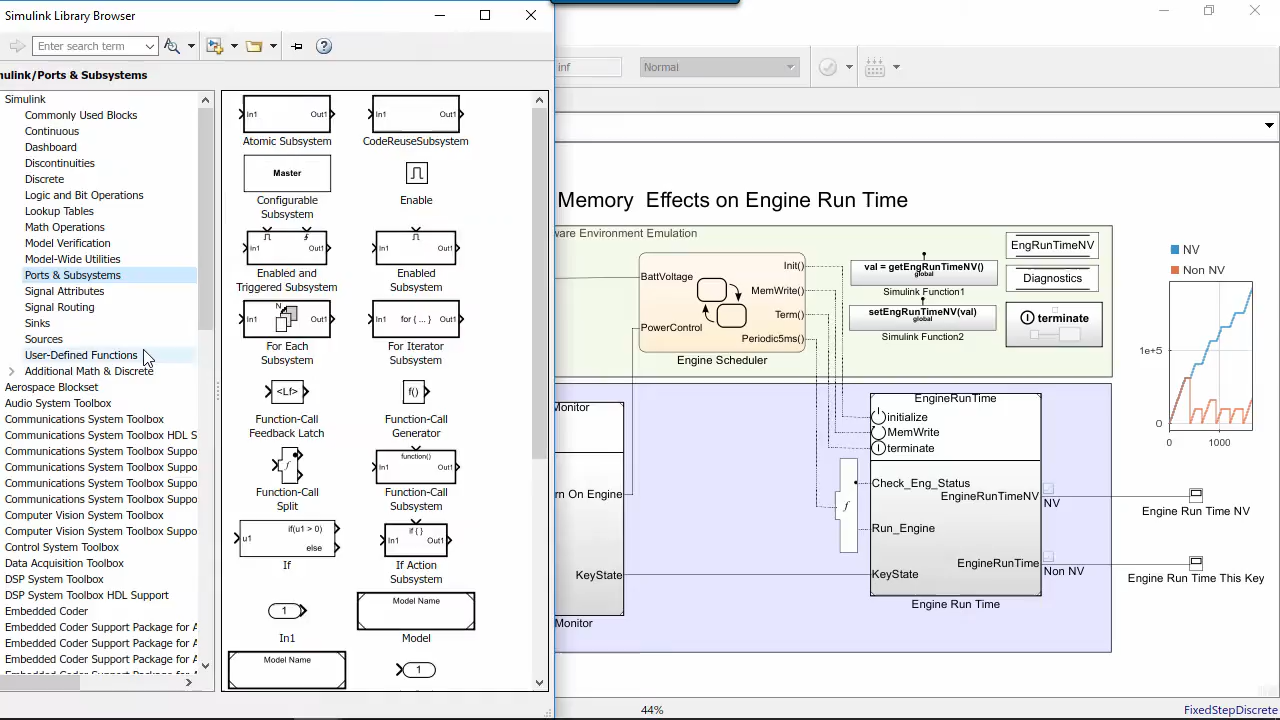 Simulink Library Browser
Enter search term
nulink/Ports & Subsystems
Simulink
Commonly Used Blocks
Continuous
Dashboard
Discontinuities
Discrete
Logic and Bit Operations
Lookup Tables
Math Operations
Model Verification
Model-Wide Utilities
Ports & Subsystems
Signal Attributes
Signal Routing
Sinks
Sources
User-Defined Functions
Additional Math & Discrete
Aerospace Blockset
Audio System Toolbox
Communications System Toolbox
Communications System Toolbox HDL S
Communications System Toolbox Suppo
Communications System Toolbox Suppo
Communications System Toolbox Suppo
Communications System Toolbox Suppo
Computer Vision System Toolbox
Computer Vision System Toolbox Suppo
Control System Toolbox
Data Acquisition Toolbox
DSP System Toolbox
DSP System Toolbox HDL Support
Embedded Coder
Embedded Coder Support Package for A
Embedded Coder Support Package for A
Embedded Coder Support Package for A
In1 Out1
Atomic Subsystem
In1 Out1
CodeReuseSubsystem
Master
Configurable
Subsystem
Enable
In1 Out1
Enabled and
Triggered Subsystem
In1 Out1
Enabled
Subsystem
N
In1 Out1
For Each
Subsystem
In1 for { ... } Out1
For Iterator
Subsystem
<Lf>
Function-Call
Feedback Latch
f()
Function-Call
Generator
f
Function-Call
Split
function()
In1 Out1
Function-Call
Subsystem
u1
if(u1 > 0)
else
If
if { }
In1 Out1
If Action
Subsystem
1
In1
Model Name
Model
Model Name
1
inf
Normal
Memory Effects on Engine Run Time
ware Environment Emulation
BattVoltage
PowerControl
Init()
MemWrite()
Term()
Periodic5ms()
Engine Scheduler
val = getEngRunTimeNV()
global
Simulink Function1
setEngRunTimeNV(val)
global
Simulink Function2
EngRunTimeNV
Diagnostics
terminate
NV
Non NV
1e+5
0
0 1000
Monitor
rn On Engine
KeyState
Monitor
f
EngineRunTime
initialize
MemWrite
terminate
Check_Eng_Status
EngineRunTimeNV
Run_Engine
EngineRunTime
KeyState
Engine Run Time
NV
Non NV
Engine Run Time NV
Engine Run Time This Key
44%
FixedStepDiscrete